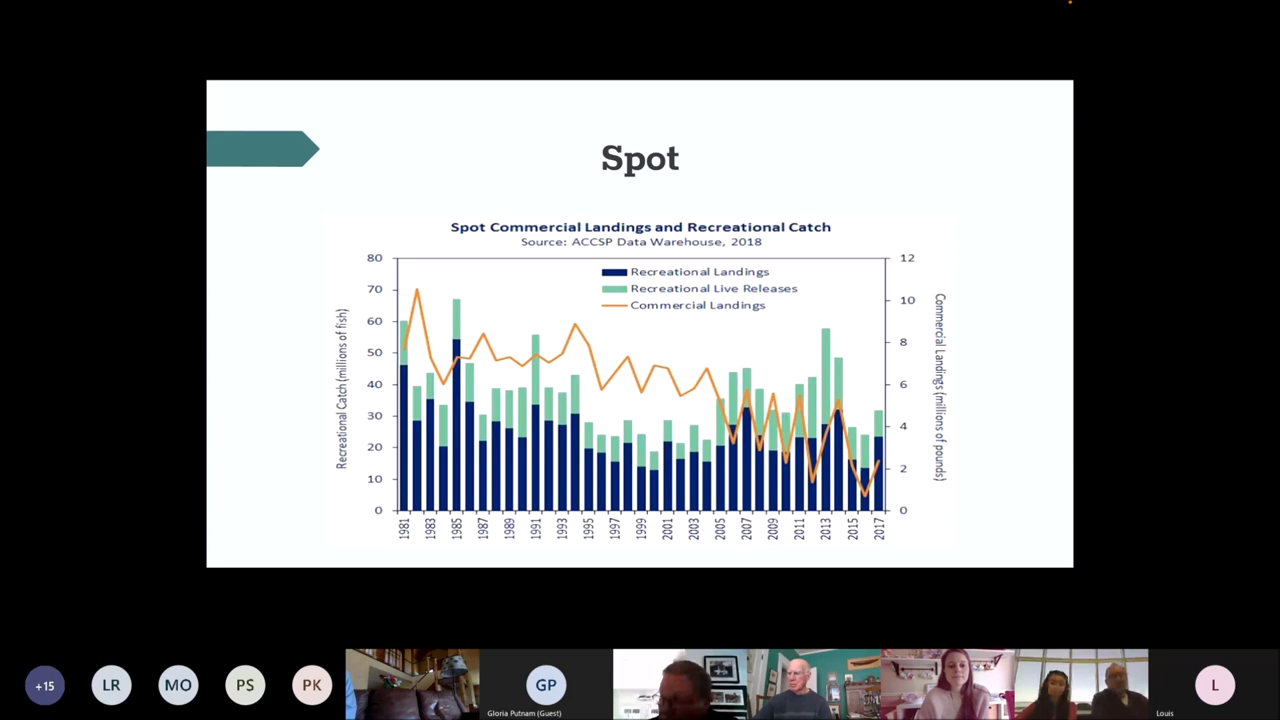 Spot
Spot Commercial Landings and Recreational Catch
Source: ACCSP Data Warehouse, 2018
Recreational Landings
Recreational Live Releases
Commercial Landings
Recreational Catch (millions of fish)
80
70
60
50
40
30
20
10
0
12
10
8
6
4
2
0
Commercial Landings (millions of pounds)
1981
1983
1985
1987
1989
1991
1993
1995
1997
1999
2001
2003
2005
2007
2009
2011
2013
2015
2017
+15
LR
MO
PS
PK
GP
Gloria Putnam (Guest)
L
Louis